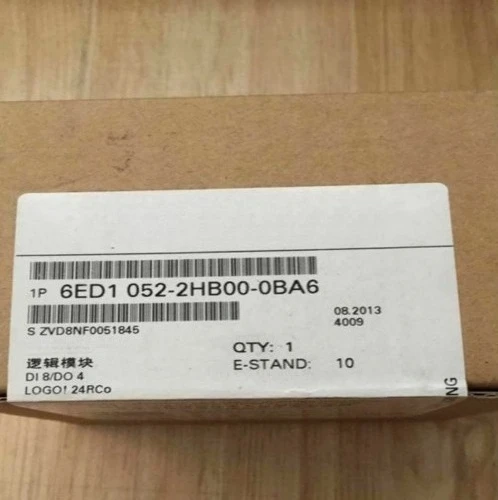 1P 6ED1 052-2HB00-0BA6
S ZVD8NF0051845
08.2013
4009
QTY: 1
E-STAND: 10
逻辑模块
DI 8/DO 4
LOGO! 24RCo
NG